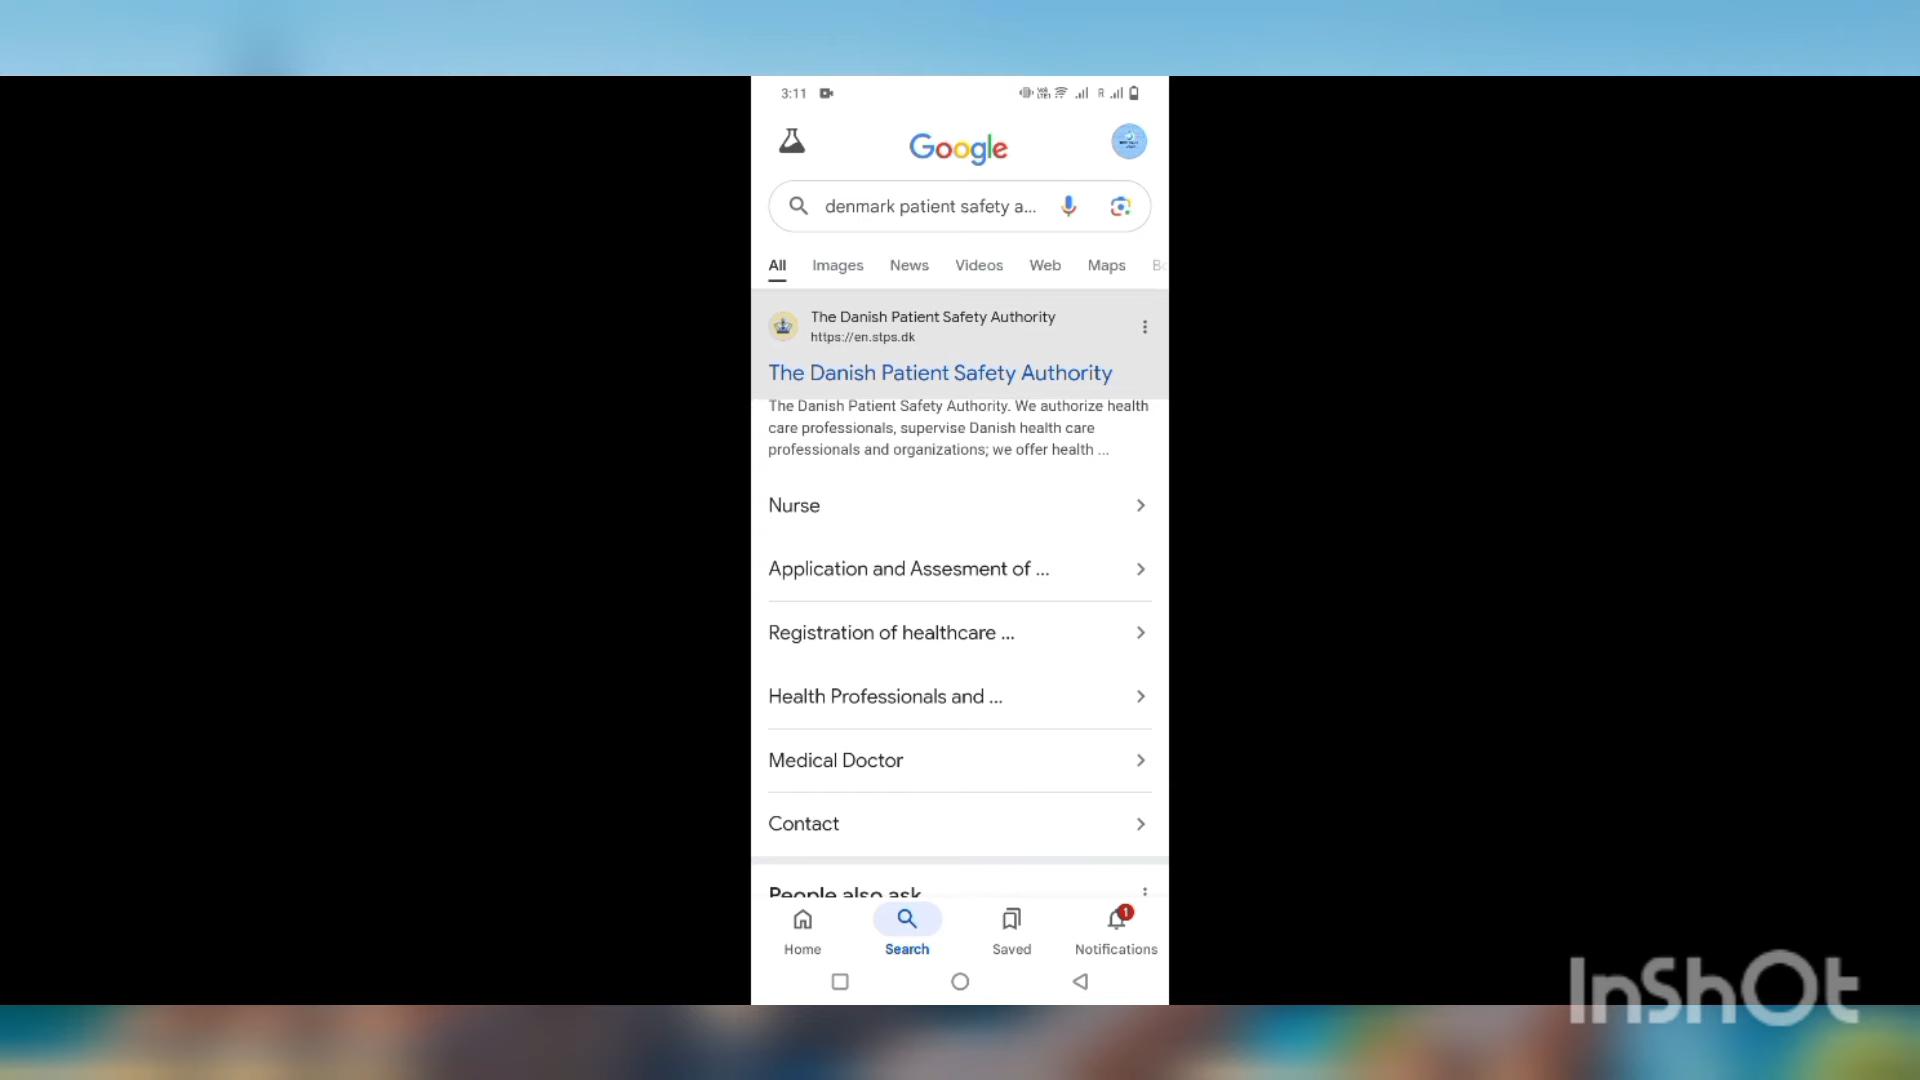 3:11
Google
denmark patient safety a...
All Images News Videos Web Maps
The Danish Patient Safety Authority
https://en.stps.dk
The Danish Patient Safety Authority
The Danish Patient Safety Authority. We authorize health
care professionals, supervise Danish health care
professionals and organizations; we offer health ...
Nurse
Application and Assesment of ...
Registration of healthcare ...
Health Professionals and ...
Medical Doctor
Contact
People also ask
1
Home Search Saved Notifications
InShOt